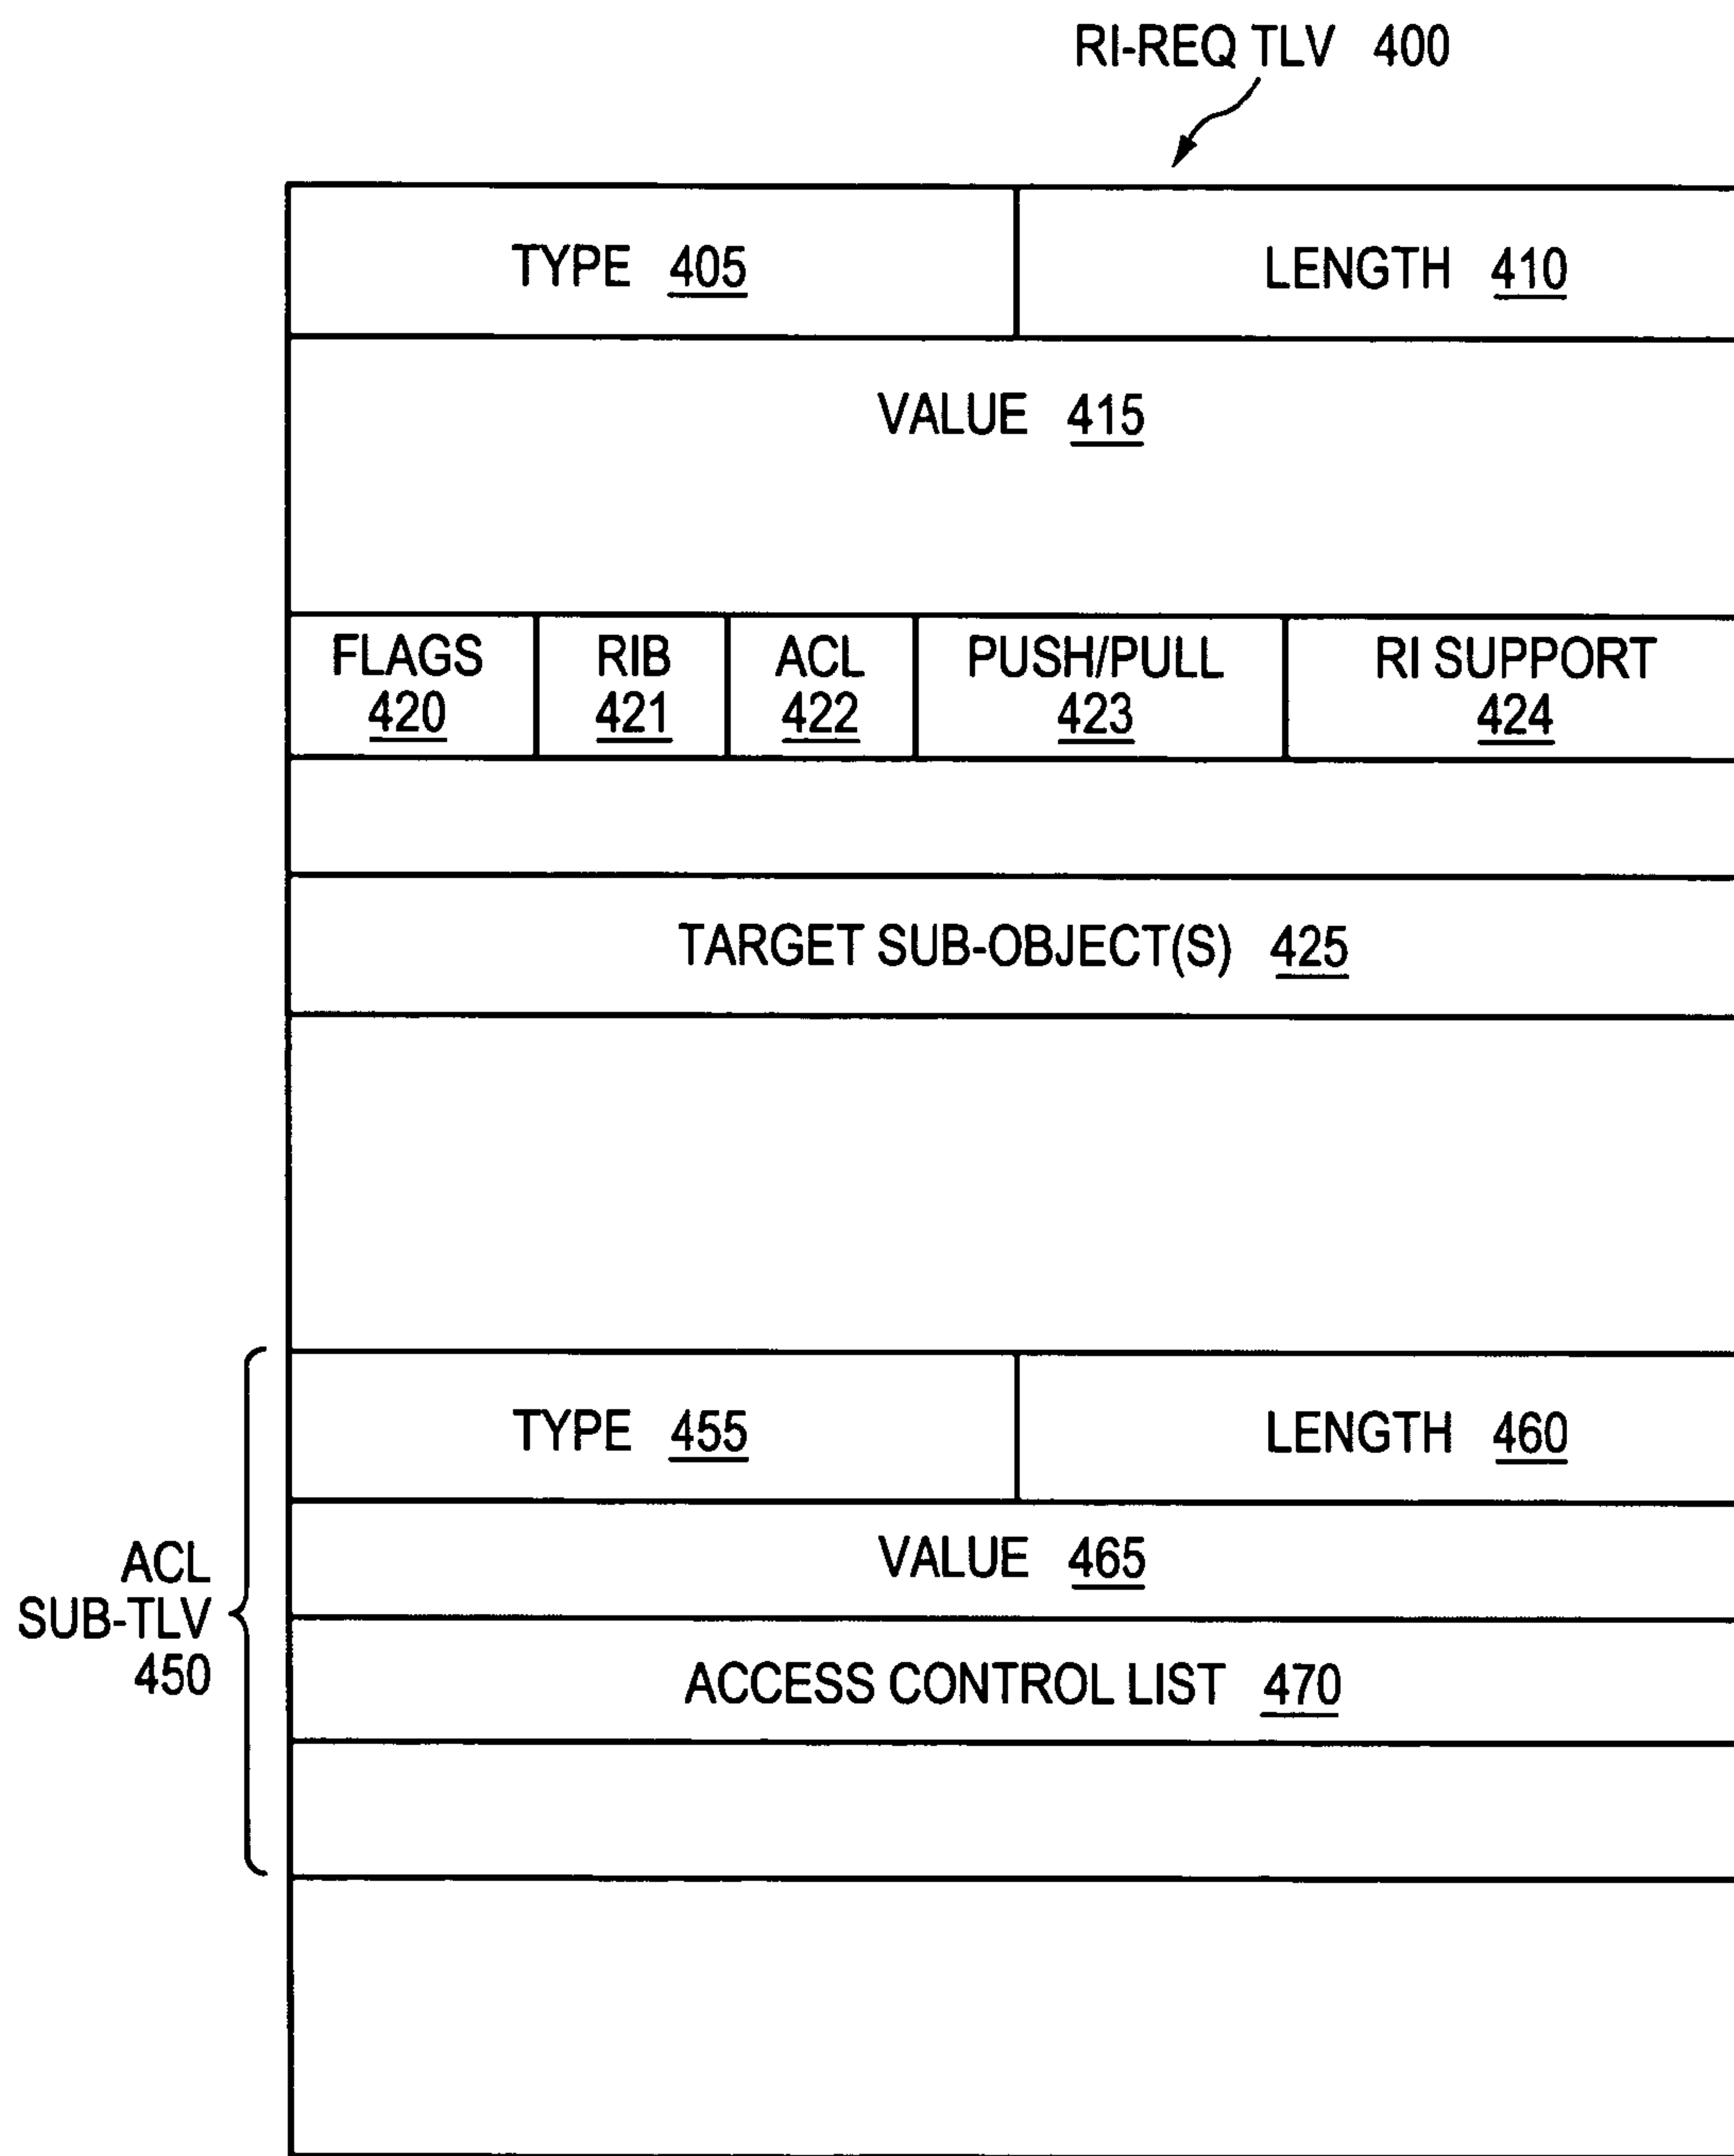 RI-REQ TLV 400
TYPE 405
LENGTH 410
VALUE 415
FLAGS
420
RIB
421
ACL
422
PUSH/PULL
423
RI SUPPORT
424
TARGET SUB-OBJECT(S) 425
TYPE 455
LENGTH 460
VALUE 465
ACL
SUB-TLV
450
ACCESS CONTROL LIST 470